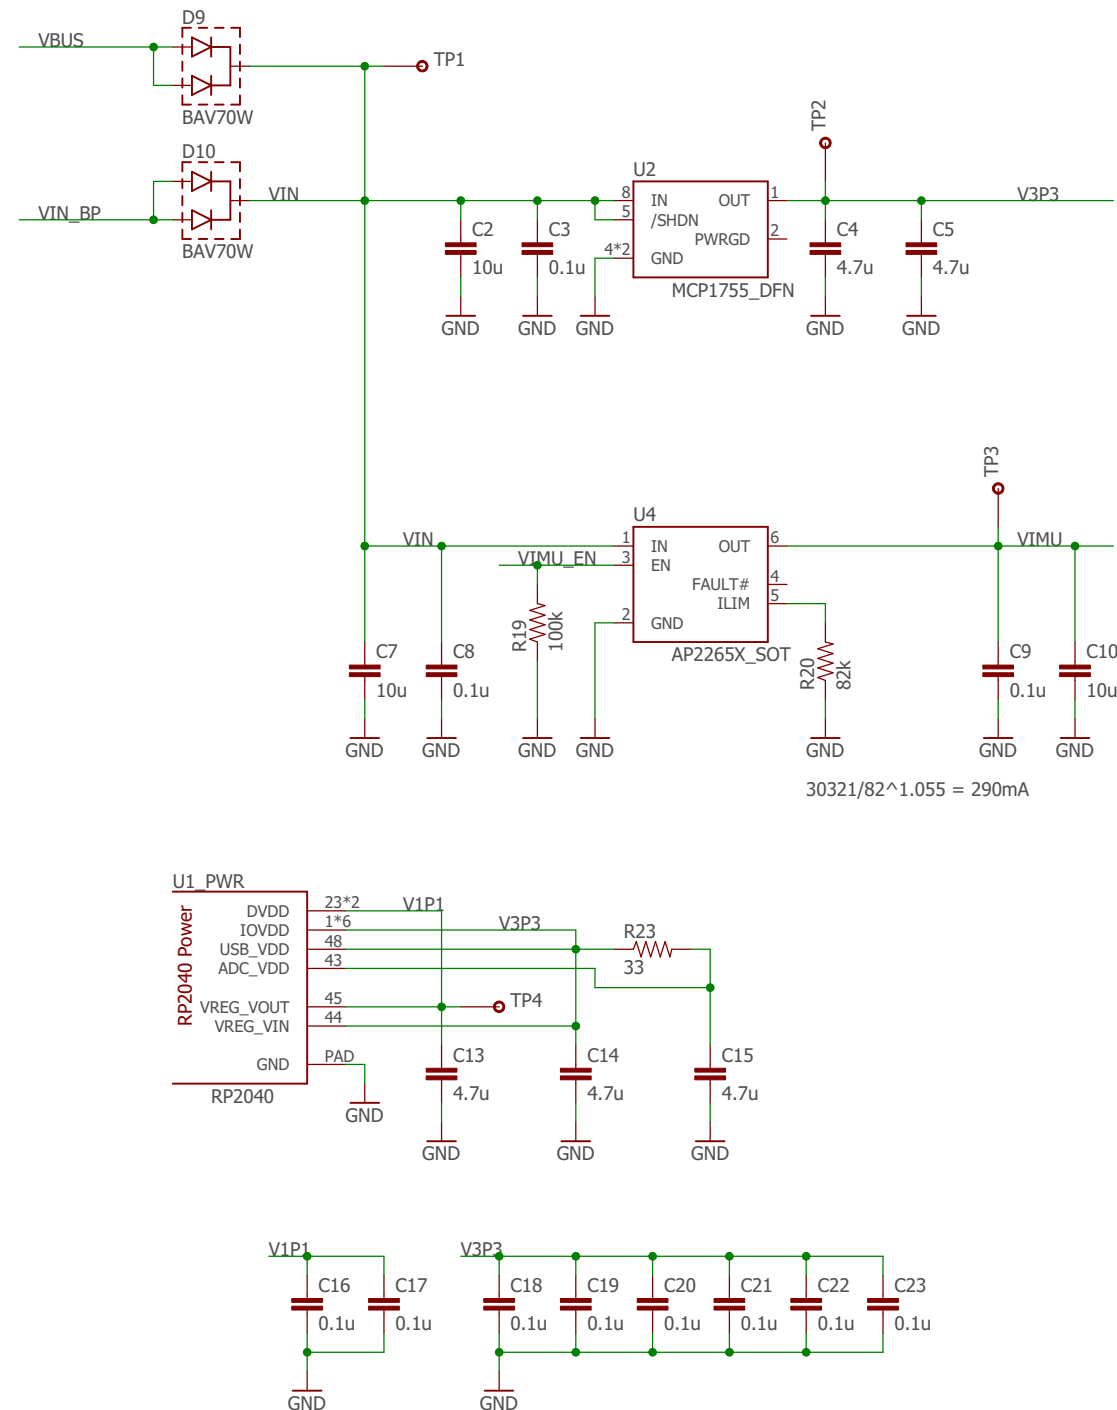 D9
VBUS
TP1
BAV70W
TP2
D10
VIN
VIN_BP
BAV70W
U2
8 IN OUT 1
V3P3
5 /SHDN
PWRGD 2
4*2 GND
MCP1755_DFN
C2
10u
C3
0.1u
C4
4.7u
C5
4.7u
GND GND GND GND GND
TP3
U4
VIN
1 IN OUT 6
VIMU
VIMU_EN
3 EN
FAULT# 4
ILIM 5
2 GND
AP2265X_SOT
R19
100k
R20
82k
C7
10u
C8
0.1u
C9
0.1u
C10
10u
GND GND GND GND GND GND GND
30321/82^1.055 = 290mA
U1_PWR
RP2040 Power
DVDD 23*2
V1P1
IOVDD 1*6
V3P3
USB_VDD 48
ADC_VDD 43
R23
33
VREG_VOUT 45
TP4
VREG_VIN 44
GND PAD
RP2040
GND
C13
4.7u
C14
4.7u
C15
4.7u
GND GND GND
V1P1
V3P3
C16 C17 C18 C19 C20 C21 C22 C23
0.1u 0.1u 0.1u 0.1u 0.1u 0.1u 0.1u 0.1u
GND GND